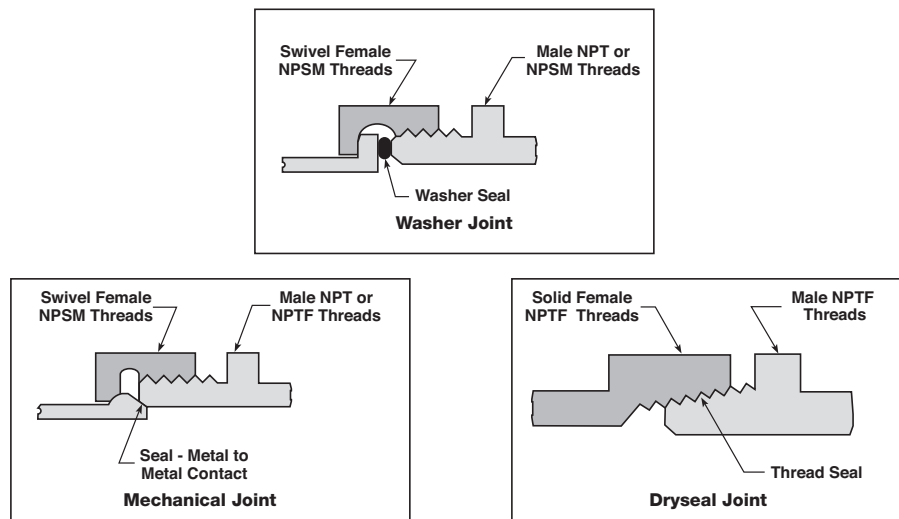 Swivel Female
NPSM Threads
Male NPT or
NPSM Threads
Washer Seal
Washer Joint
Swivel Female
NPSM Threads
Male NPT or
NPTF Threads
Seal - Metal to
Metal Contact
Mechanical Joint
Solid Female
NPTF Threads
Male NPTF
Threads
Thread Seal
Dryseal Joint